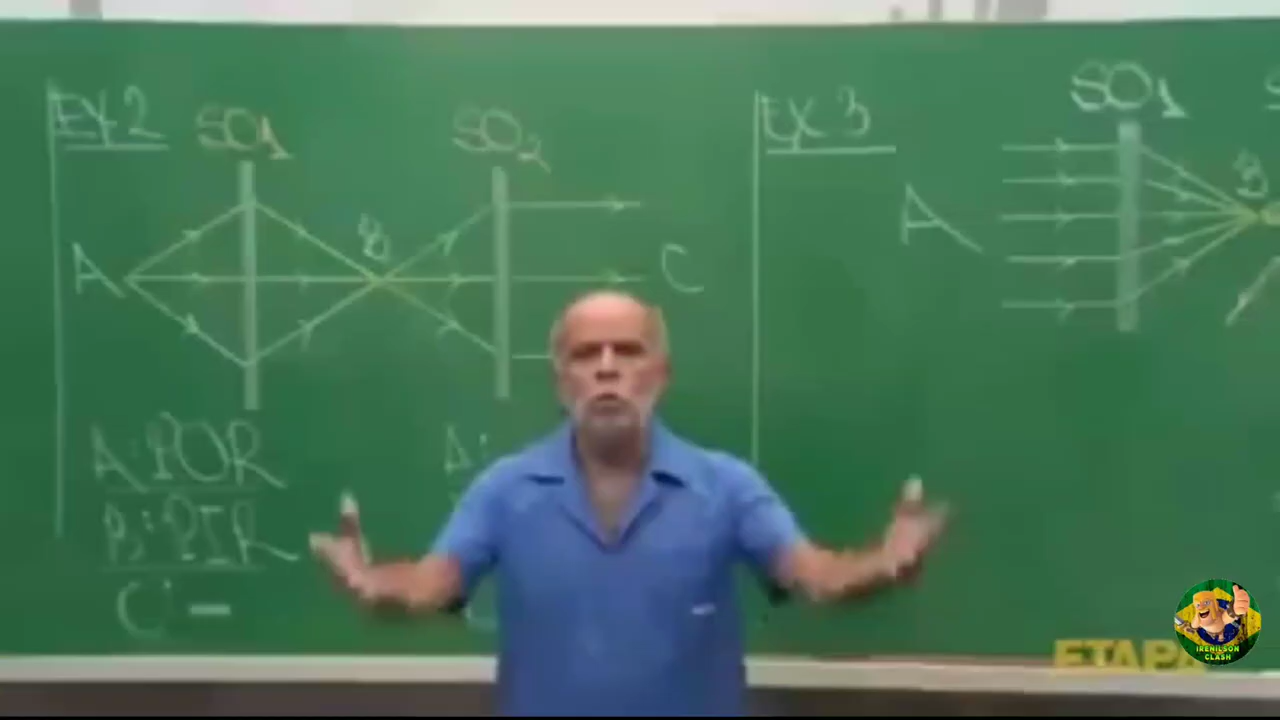 EX 2
SO1
SO2
A
B
C
A: POR
B: PIR
C: –
A:
EX 3
SO1
A
B
ETAPA
IRENILSON
CLASH